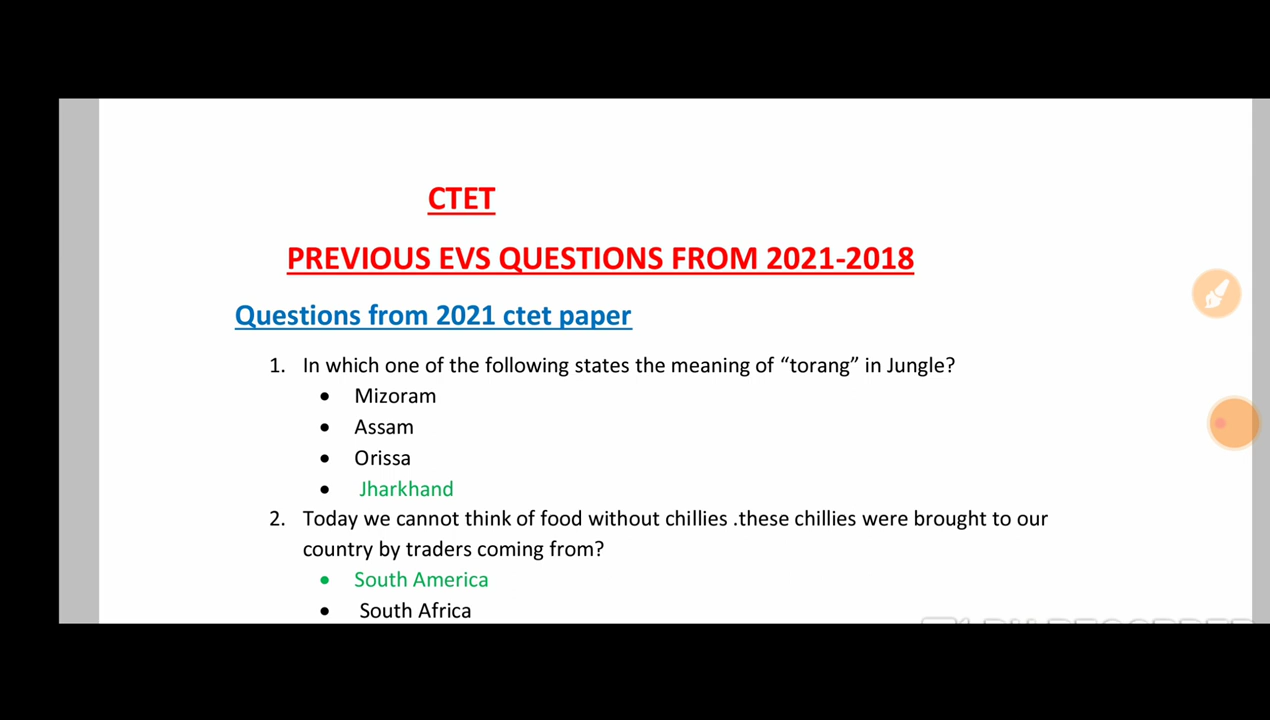 CTET
PREVIOUS EVS QUESTIONS FROM 2021-2018
Questions from 2021 ctet paper
1. In which one of the following states the meaning of “torang” in Jungle?
• Mizoram
• Assam
• Orissa
• Jharkhand
2. Today we cannot think of food without chillies .these chillies were brought to our
country by traders coming from?
• South America
• South Africa